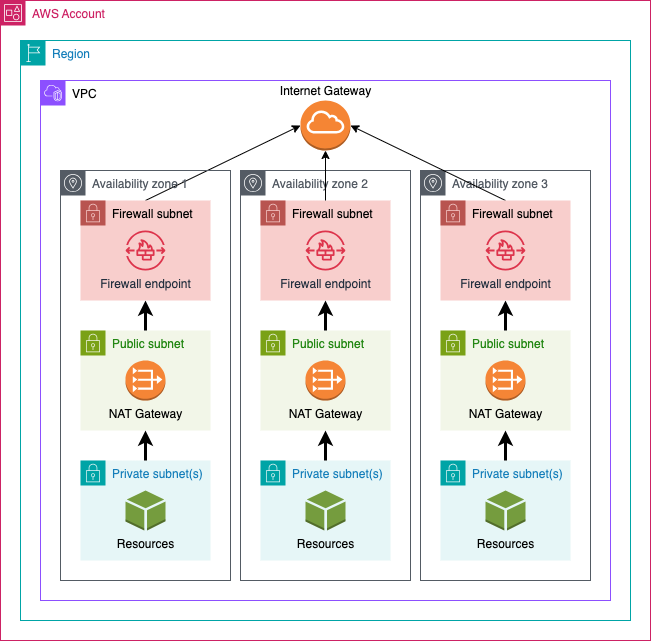 AWS Account
Region
VPC
Internet Gateway
Availability zone 1
Availability zone 2
Availability zone 3
Firewall subnet
Firewall subnet
Firewall subnet
Firewall endpoint
Firewall endpoint
Firewall endpoint
Public subnet
Public subnet
Public subnet
NAT Gateway
NAT Gateway
NAT Gateway
Private subnet(s)
Private subnet(s)
Private subnet(s)
Resources
Resources
Resources